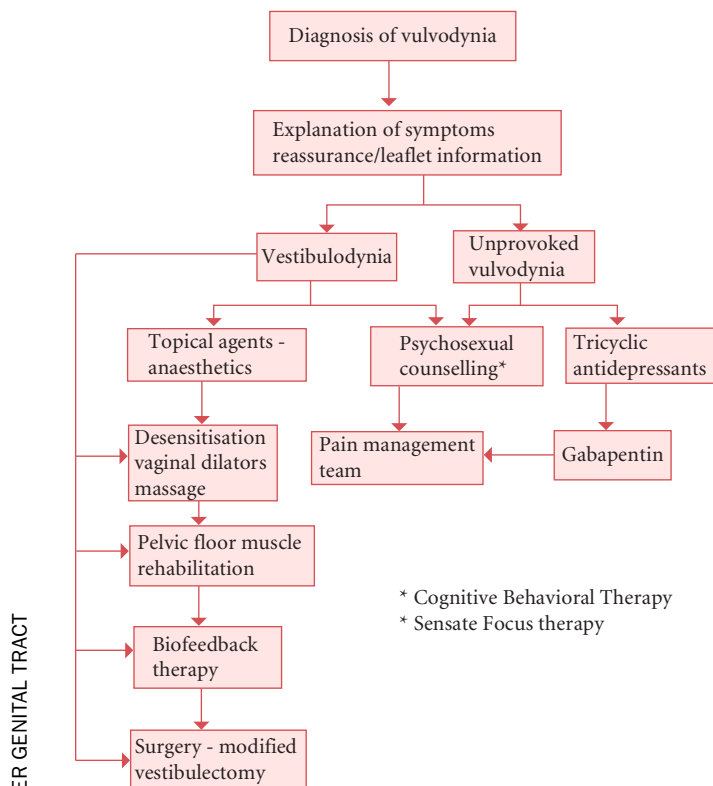 Diagnosis of vulvodynia
Explanation of symptoms
reassurance/leaflet information
Vestibulodynia
Unprovoked
vulvodynia
Topical agents -
anaesthetics
Psychosexual
counselling*
Tricyclic
antidepressants
Desensitisation
vaginal dilators
massage
Pain management
team
Gabapentin
Pelvic floor muscle
rehabilitation
* Cognitive Behavioral Therapy
* Sensate Focus therapy
Biofeedback
therapy
Surgery - modified
vestibulectomy
ER GENITAL TRACT